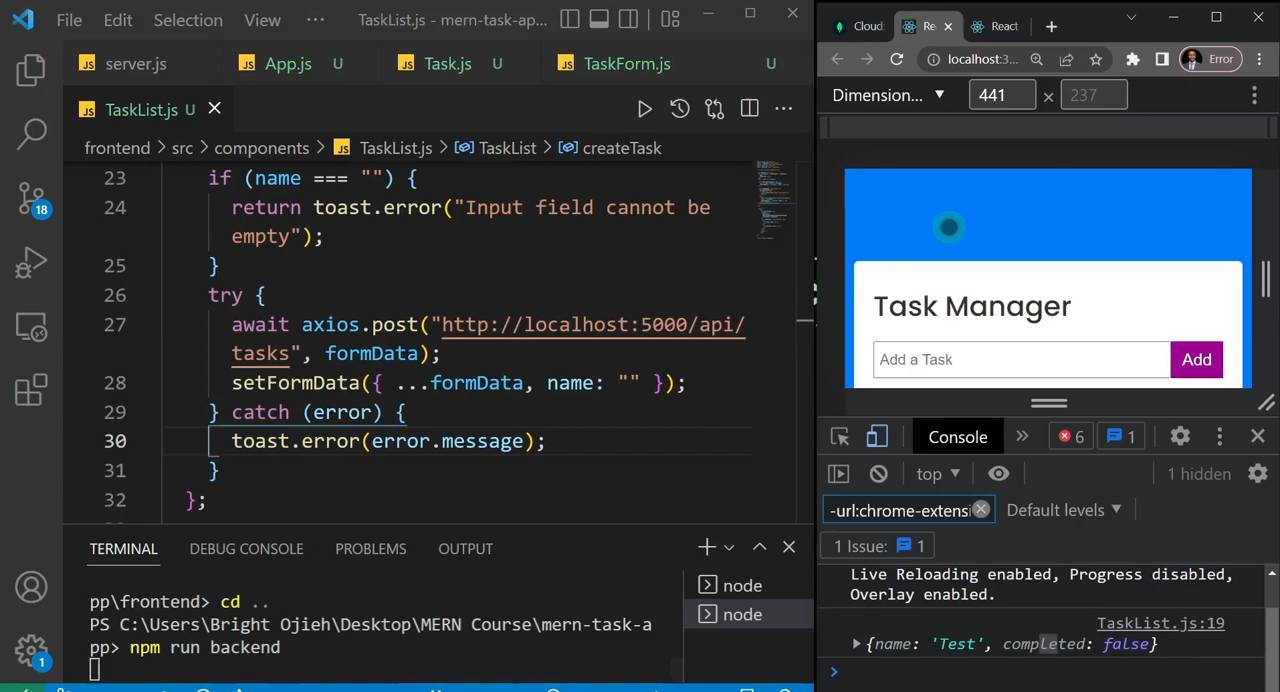 File Edit Selection View ··· TaskList.js - mern-task-ap...
JS server.js JS App.js U JS Task.js U JS TaskForm.js U
JS TaskList.js U
frontend > src > components > JS TaskList.js > TaskList > createTask
23 if (name === "") {
24 return toast.error("Input field cannot be
empty");
25 }
26 try {
27 await axios.post("http://localhost:5000/api/
tasks", formData);
28 setFormData({ ...formData, name: "" });
29 } catch (error) {
30 toast.error(error.message);
31 }
32 };
18
1
TERMINAL DEBUG CONSOLE PROBLEMS OUTPUT
node
node
pp\frontend> cd ..
PS C:\Users\Bright Ojieh\Desktop\MERN Course\mern-task-a
pp> npm run backend
Cloud: Re React
localhost:3... Error
Dimension... 441 × 237
Task Manager
Add a Task Add
Console 6 1
top 1 hidden
-url:chrome-extensi Default levels
1 Issue: 1
Live Reloading enabled, Progress disabled,
Overlay enabled.
TaskList.js:19
{name: 'Test', completed: false}